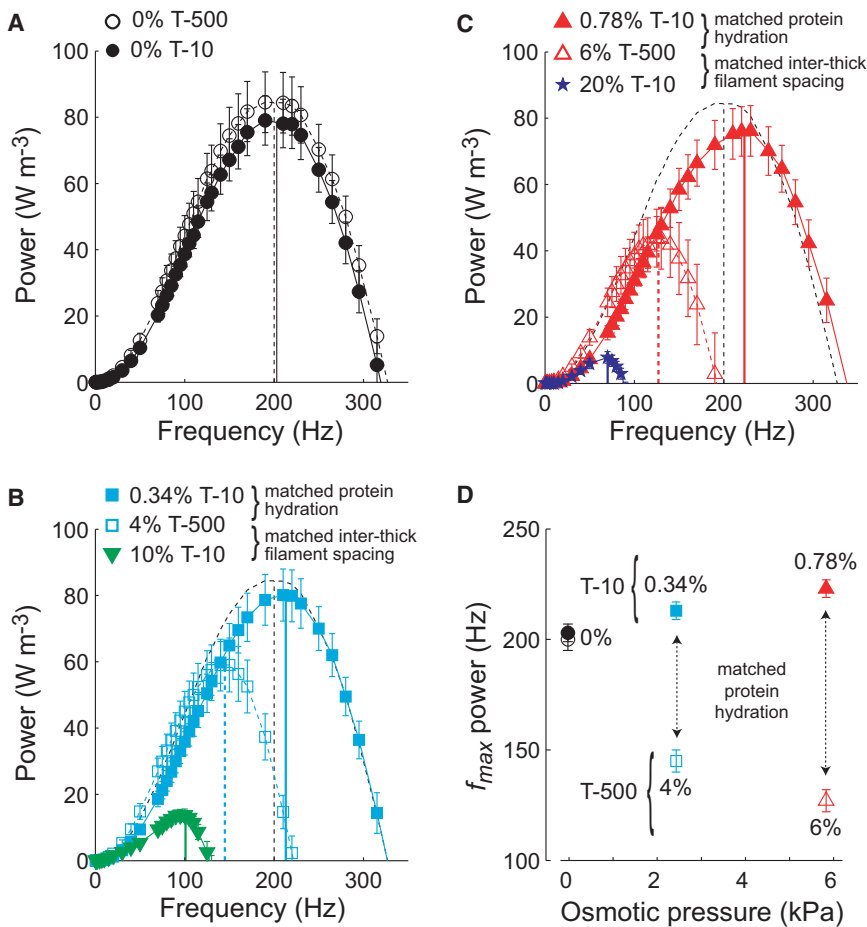 A
0% T-500
0% T-10
100
80
60
40
20
0
Power (W m-3)
0
100
200
300
Frequency (Hz)
C
0.78% T-10
6% T-500
20% T-10
matched protein
hydration
matched inter-thick
filament spacing
100
80
60
40
20
0
Power (W m-3)
0
100
200
300
Frequency (Hz)
B
0.34% T-10
4% T-500
10% T-10
matched protein
hydration
matched inter-thick
filament spacing
100
80
60
40
20
0
Power (W m-3)
0
100
200
300
Frequency (Hz)
D
250
200
150
100
fmax power (Hz)
T-10
0.34%
0.78%
0%
matched
protein
hydration
T-500
4%
6%
0
2
4
6
Osmotic pressure (kPa)